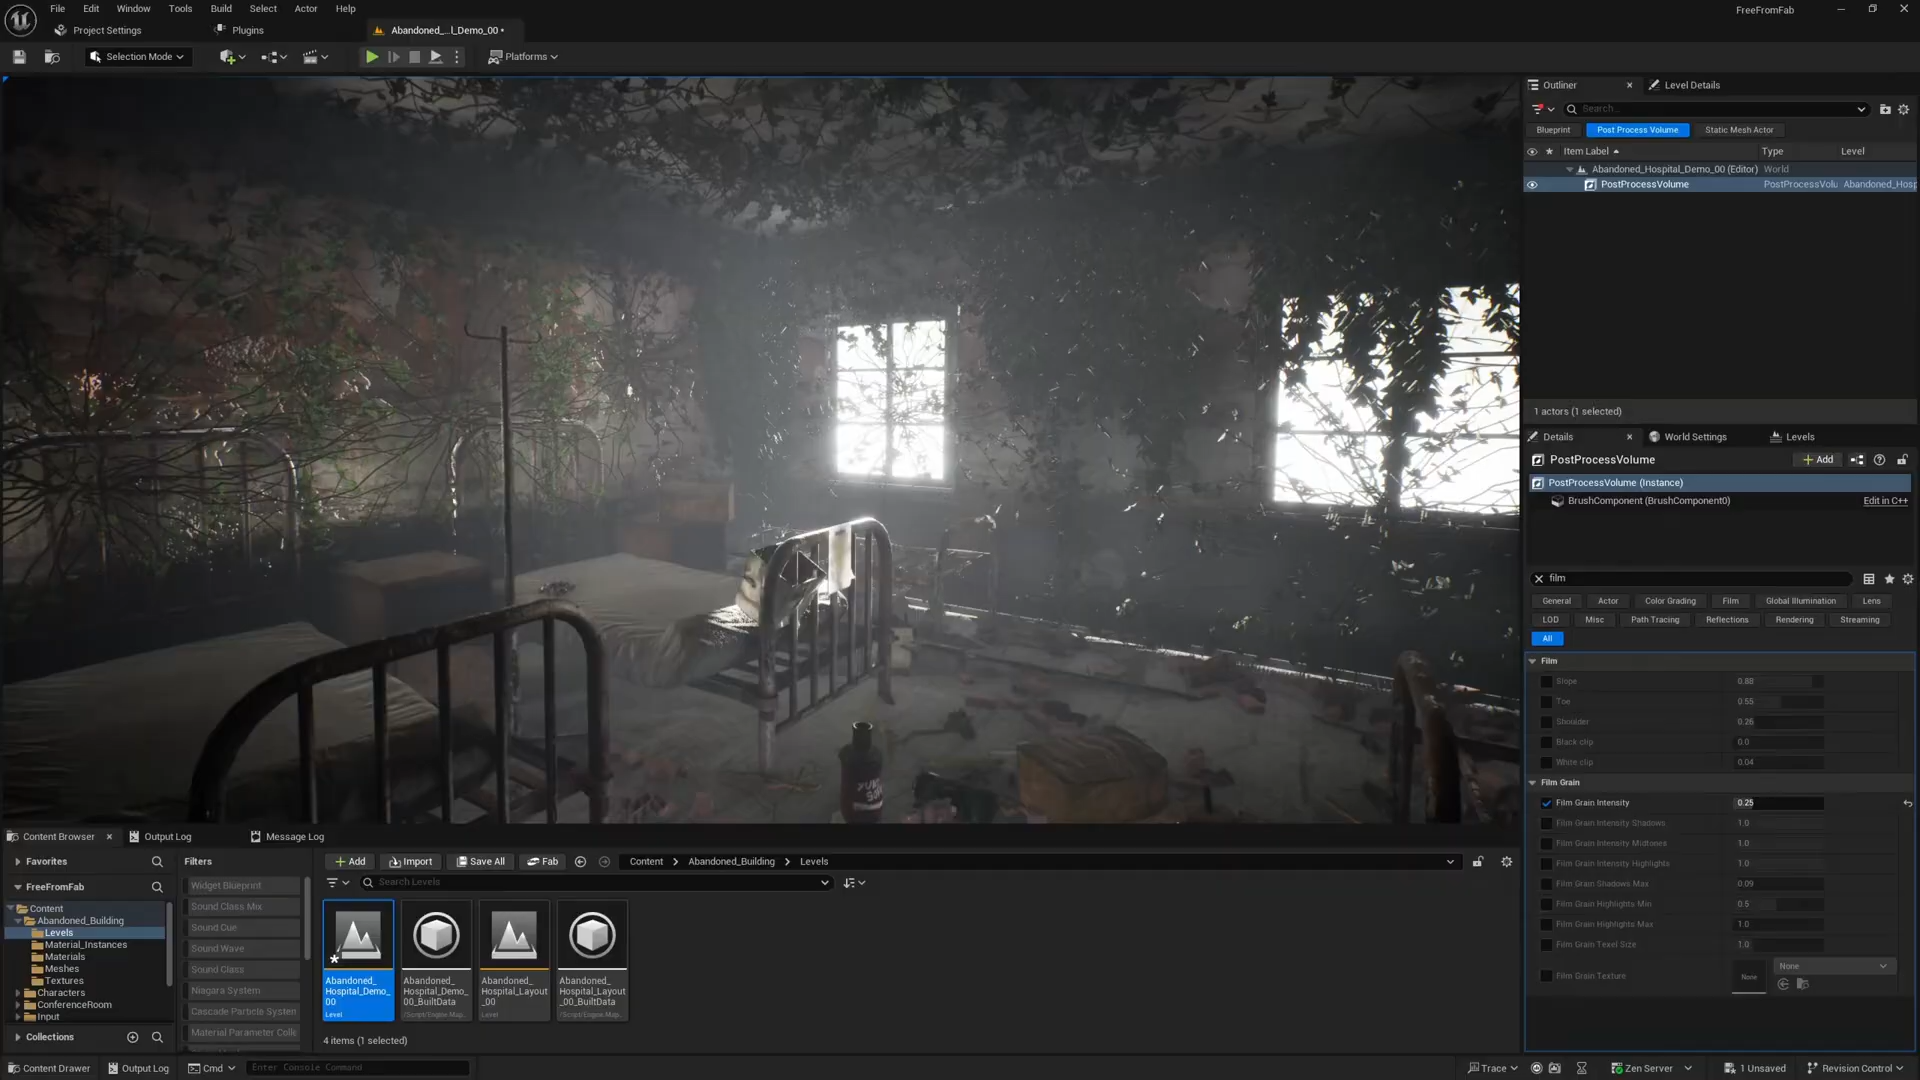 File Edit Window Tools Build Select Actor Help
FreeFromFab
Project Settings
Plugins
Abandoned_...l_Demo_00•
Selection Mode
Platforms
Outliner
Level Details
Search...
Blueprint
Post Process Volume
Static Mesh Actor
Item Label
Type
Level
Abandoned_Hospital_Demo_00 (Editor) World
PostProcessVolume PostProcessVolu Abandoned_Hosp
1 actors (1 selected)
Details
World Settings
Levels
PostProcessVolume
Add
PostProcessVolume (Instance)
BrushComponent (BrushComponent0)
Edit in C++
film
General Actor Color Grading Film Global Illumination Lens
LOD Misc Path Tracing Reflections Rendering Streaming
All
Film
Slope 0.88
Toe 0.55
Shoulder 0.26
Black clip 0.0
White clip 0.04
Film Grain
Film Grain Intensity 0.25
Film Grain Intensity Shadows 1.0
Film Grain Intensity Midtones 1.0
Film Grain Intensity Highlights 1.0
Film Grain Shadows Max 0.09
Film Grain Highlights Min 0.5
Film Grain Highlights Max 1.0
Film Grain Texel Size 1.0
Film Grain Texture None None
Content Browser
Output Log
Message Log
Favorites
Filters
Add
Import
Save All
Fab
Content > Abandoned_Building > Levels
FreeFromFab
Search Levels
Content
Abandoned_Building
Levels
Material_Instances
Materials
Meshes
Textures
Characters
ConferenceRoom
Input
Collections
Widget Blueprint
Sound Class Mix
Sound Cue
Sound Wave
Sound Class
Niagara System
Cascade Particle System
Material Parameter Colle
Abandoned_
Hospital_Demo_
00
Level
Abandoned_
Hospital_Demo_
00_BuiltData
/Script/Engine.Map...
Abandoned_
Hospital_Layout
_00
Level
Abandoned_
Hospital_Layout
_00_BuiltData
/Script/Engine.Map...
4 items (1 selected)
Content Drawer
Output Log
Cmd
Enter Console Command
Trace
Zen Server
1 Unsaved
Revision Control